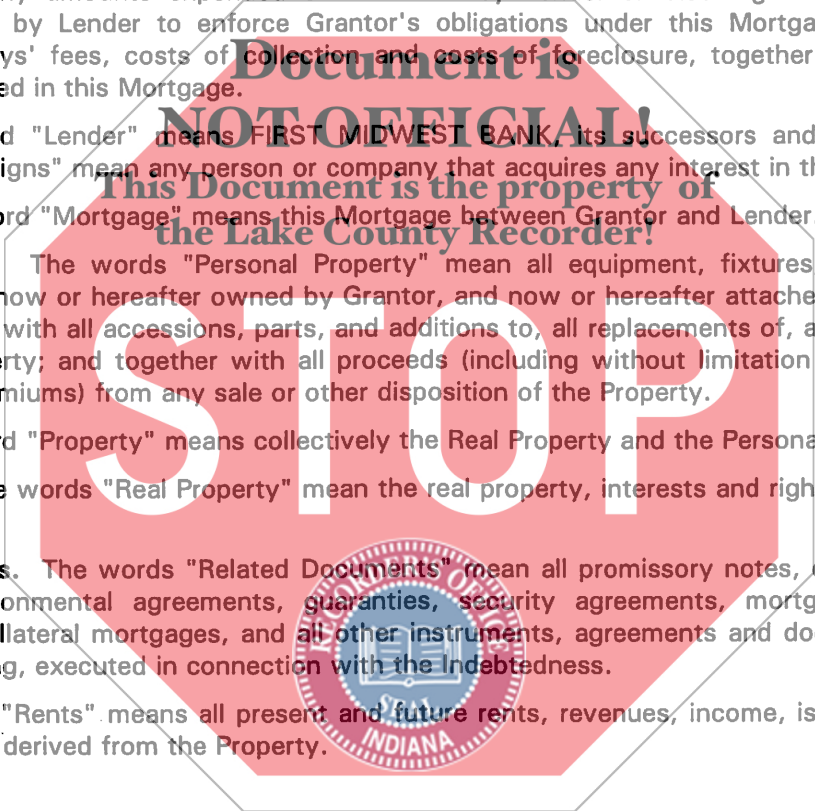 by Lender to enforce Grantor's obligations under this Mortga
ys' fees, costs of collection and costs of foreclosure, together
ed in this Mortgage.
Document is
NOT OFFICIAL!
This Document is the property of
the Lake County Recorder!
d "Lender" means FIRST MIDWEST BANK, its successors and
igns" mean any person or company that acquires any interest in th
rd "Mortgage" means this Mortgage between Grantor and Lender.
The words "Personal Property" mean all equipment, fixtures
now or hereafter owned by Grantor, and now or hereafter attache
with all accessions, parts, and additions to, all replacements of, a
rty; and together with all proceeds (including without limitation
miums) from any sale or other disposition of the Property.
STOP
d "Property" means collectively the Real Property and the Persona
e words "Real Property" mean the real property, interests and righ
s. The words "Related Documents" mean all promissory notes,
onmental agreements, guaranties, security agreements, mortg
llateral mortgages, and all other instruments, agreements and do
g, executed in connection with the Indebtedness.
"Rents" means all present and future rents, revenues, income, is
derived from the Property.
RECORDER'S OFFICE
SEAL
INDIANA